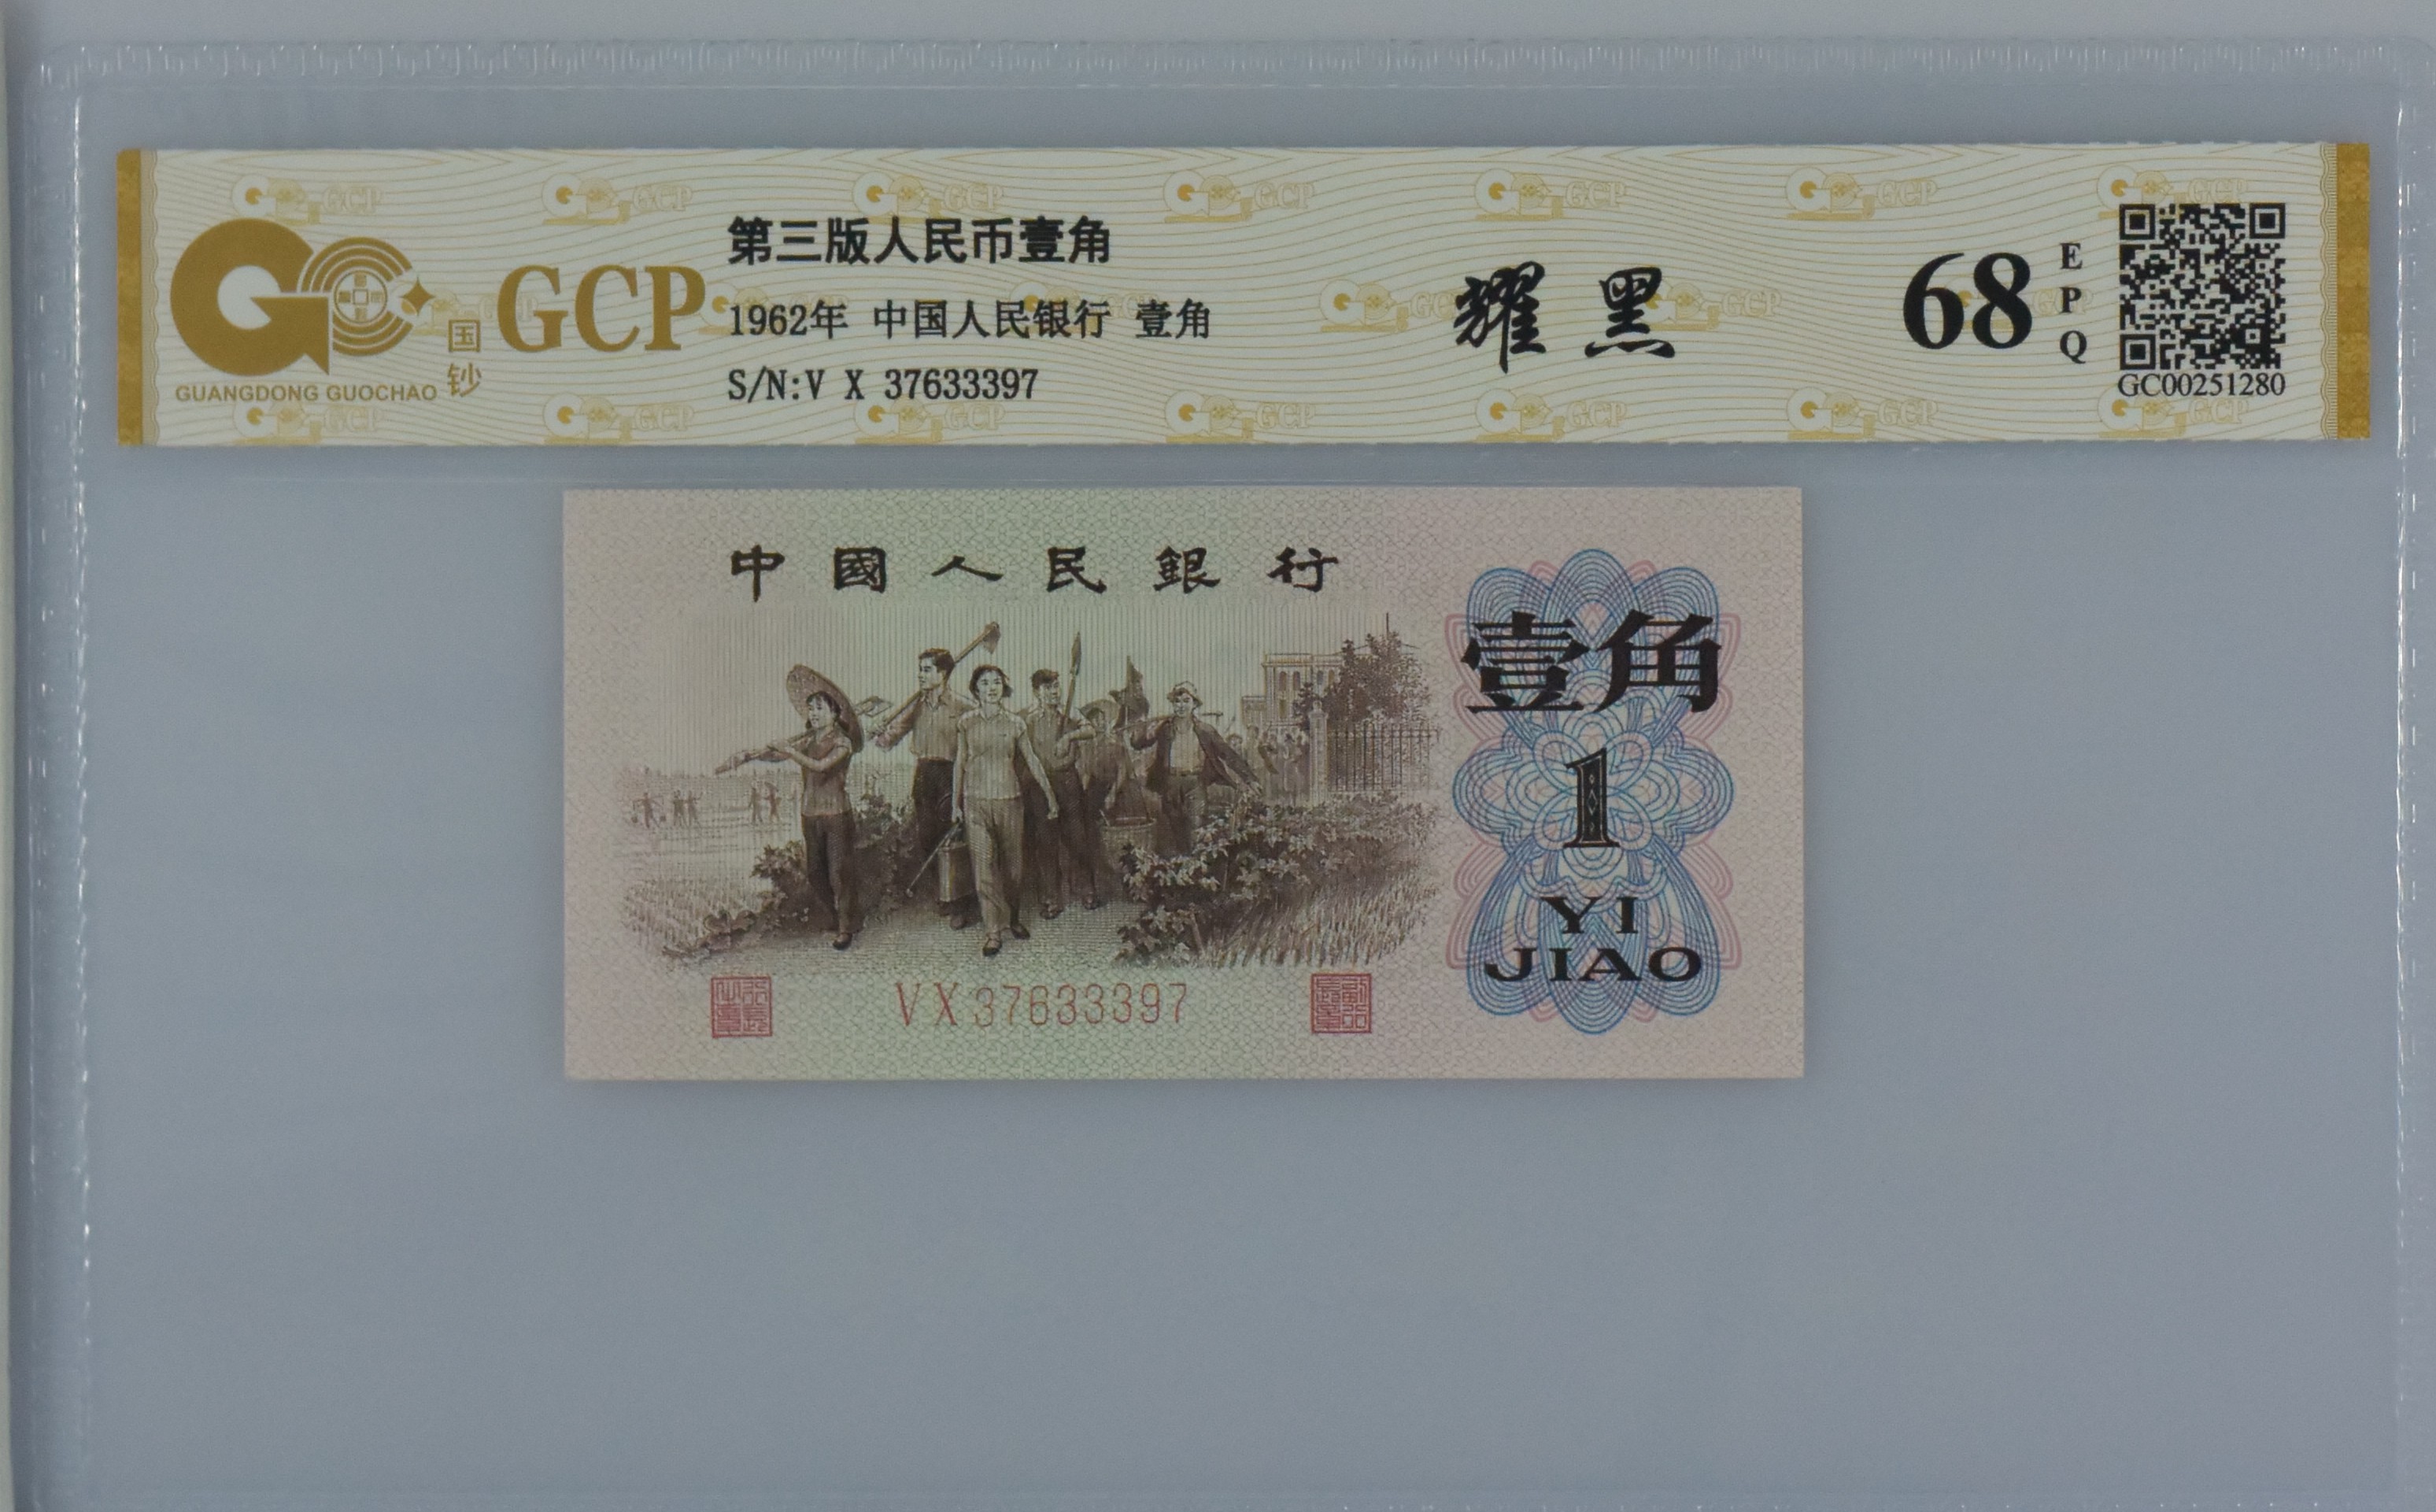 GCP
国钞
GUANGDONG GUOCHAO
第三版人民币壹角
1962年 中国人民银行 壹角
S/N:V X 37633397
耀黑
68
EPQ
GC00251280
中國人民銀行
壹角
1
YI
JIAO
VX37633397